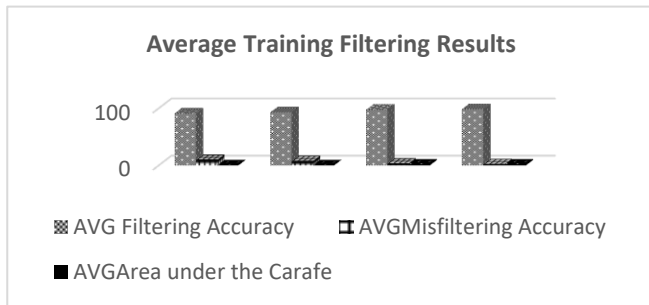 Average Training Filtering Results
100
0
AVG Filtering Accuracy AVGMisfiltering Accuracy
AVGArea under the Carafe